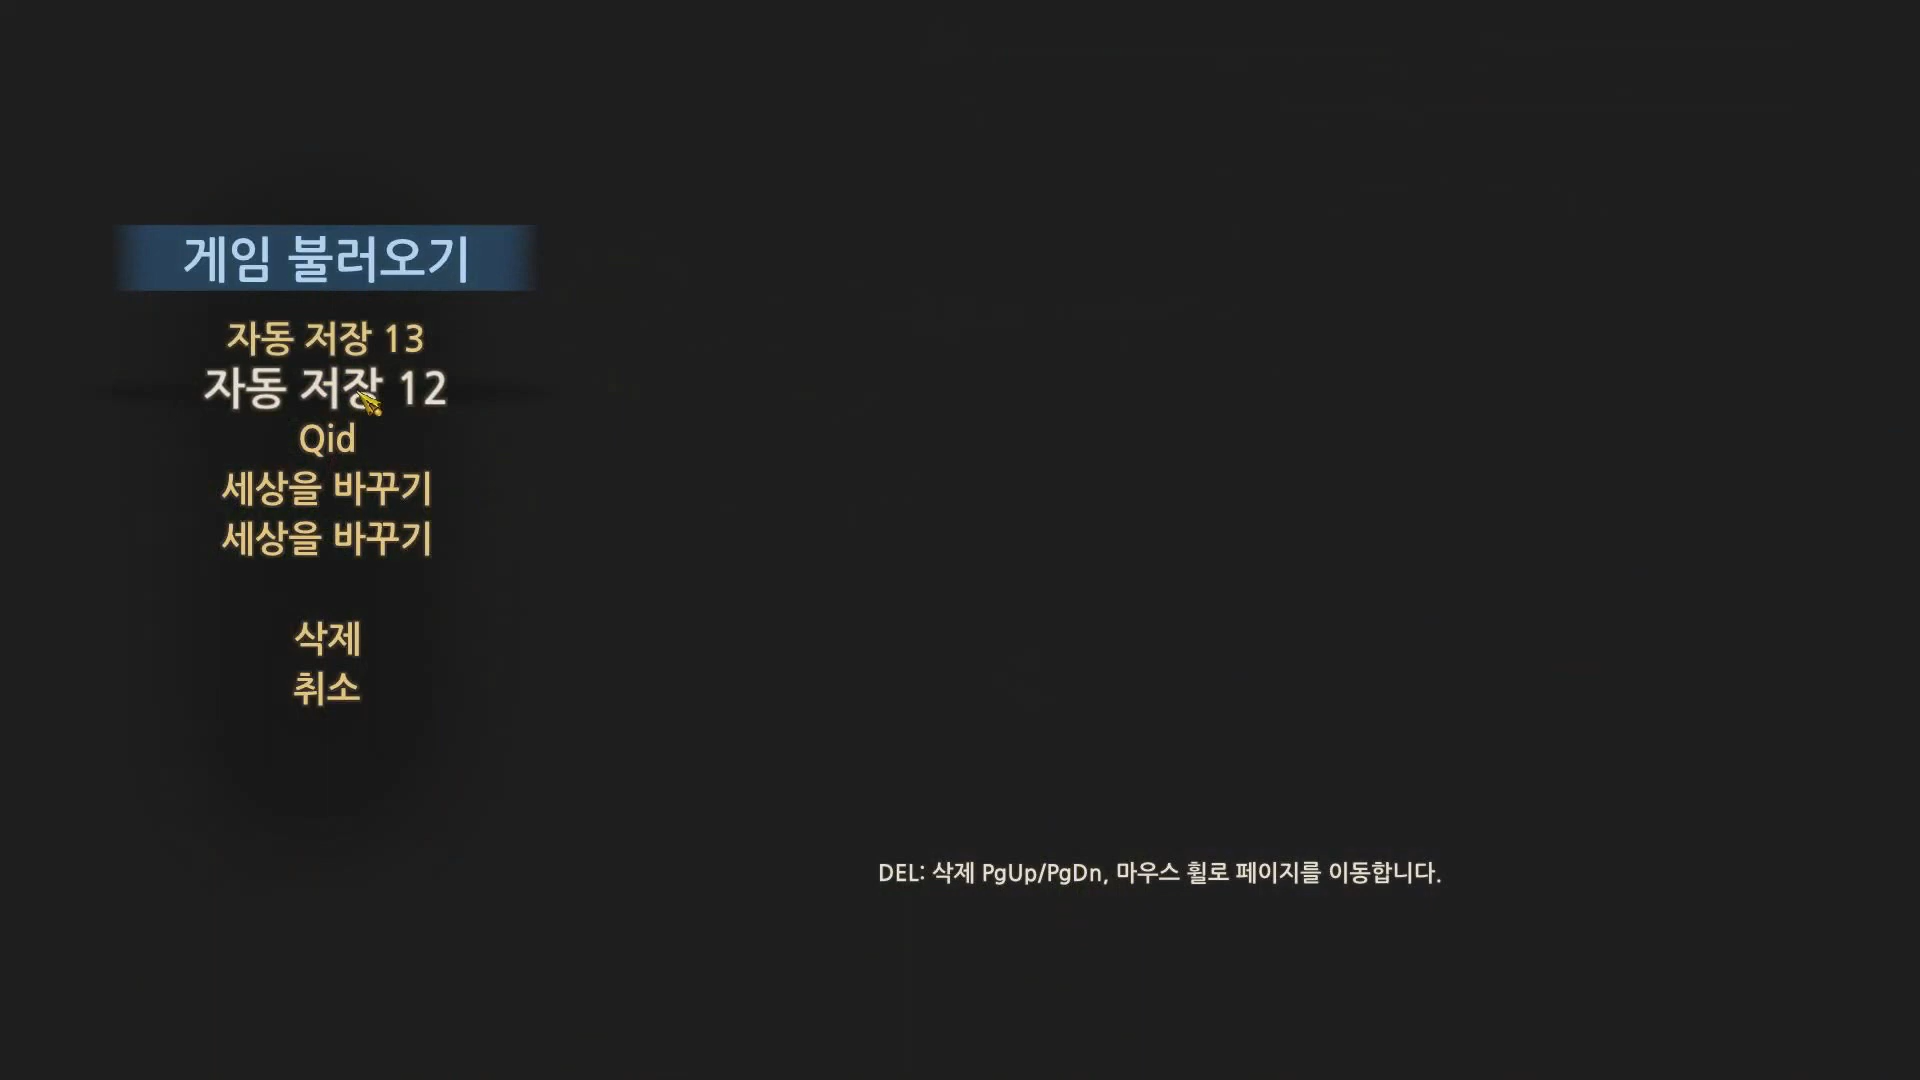 게임 불러오기
자동 저장 13
자동 저장 12
Qid
세상을 바꾸기
세상을 바꾸기
삭제
취소
DEL: 삭제 PgUp/PgDn, 마우스 휠로 페이지를 이동합니다.